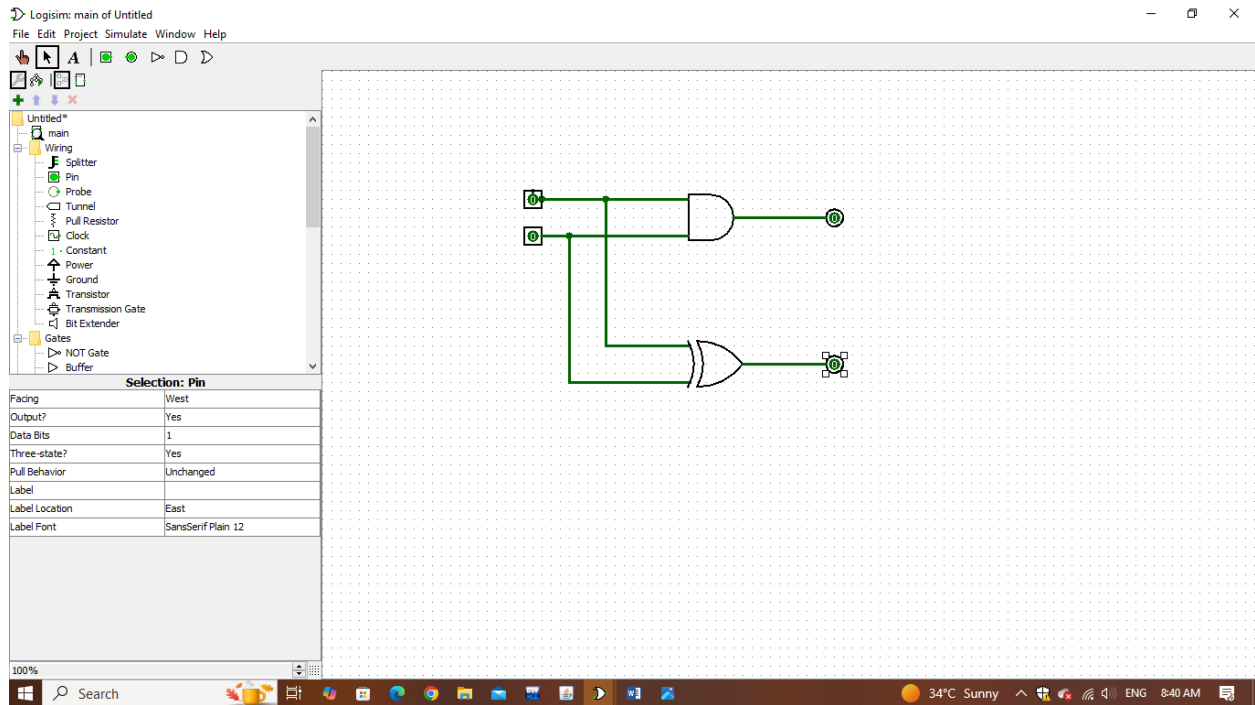 Logisim: main of Untitled
File Edit Project Simulate Window Help
A
Untitled*
main
Wiring
Splitter
Pin
Probe
Tunnel
Pull Resistor
Clock
1 Constant
Power
Ground
Transistor
Transmission Gate
Bit Extender
Gates
NOT Gate
Buffer
Selection: Pin
Facing West
Output? Yes
Data Bits 1
Three-state? Yes
Pull Behavior Unchanged
Label
Label Location East
Label Font SansSerif Plain 12
100%
0
0
0
0
Search
34°C Sunny ENG 8:40 AM